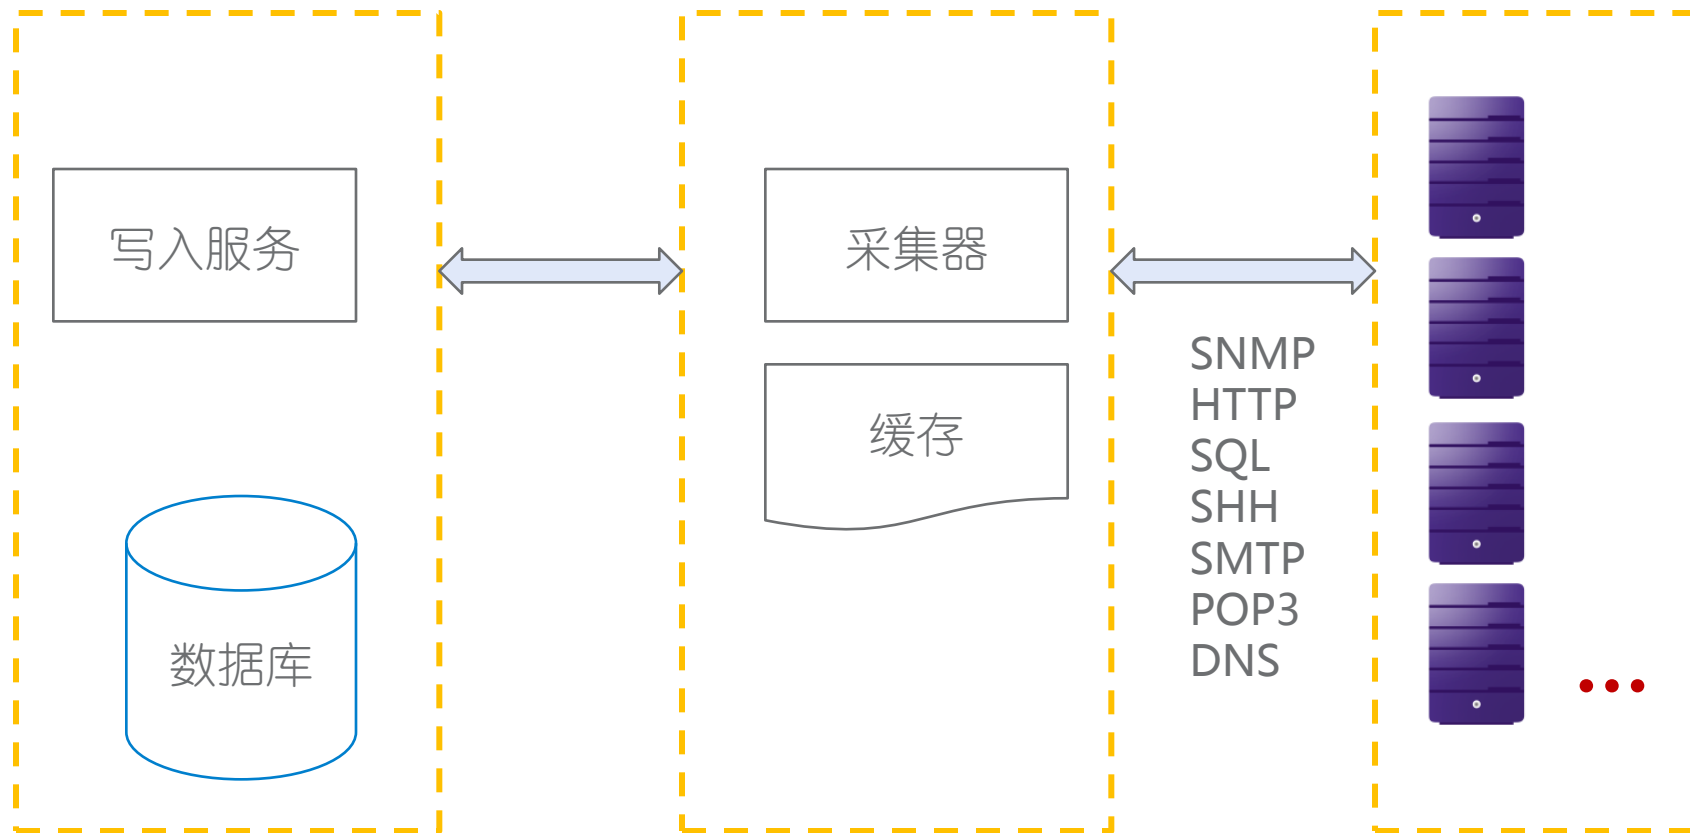 写入服务
数据库
采集器
缓存
SNMP
HTTP
SQL
SHH
SMTP
POP3
DNS
...